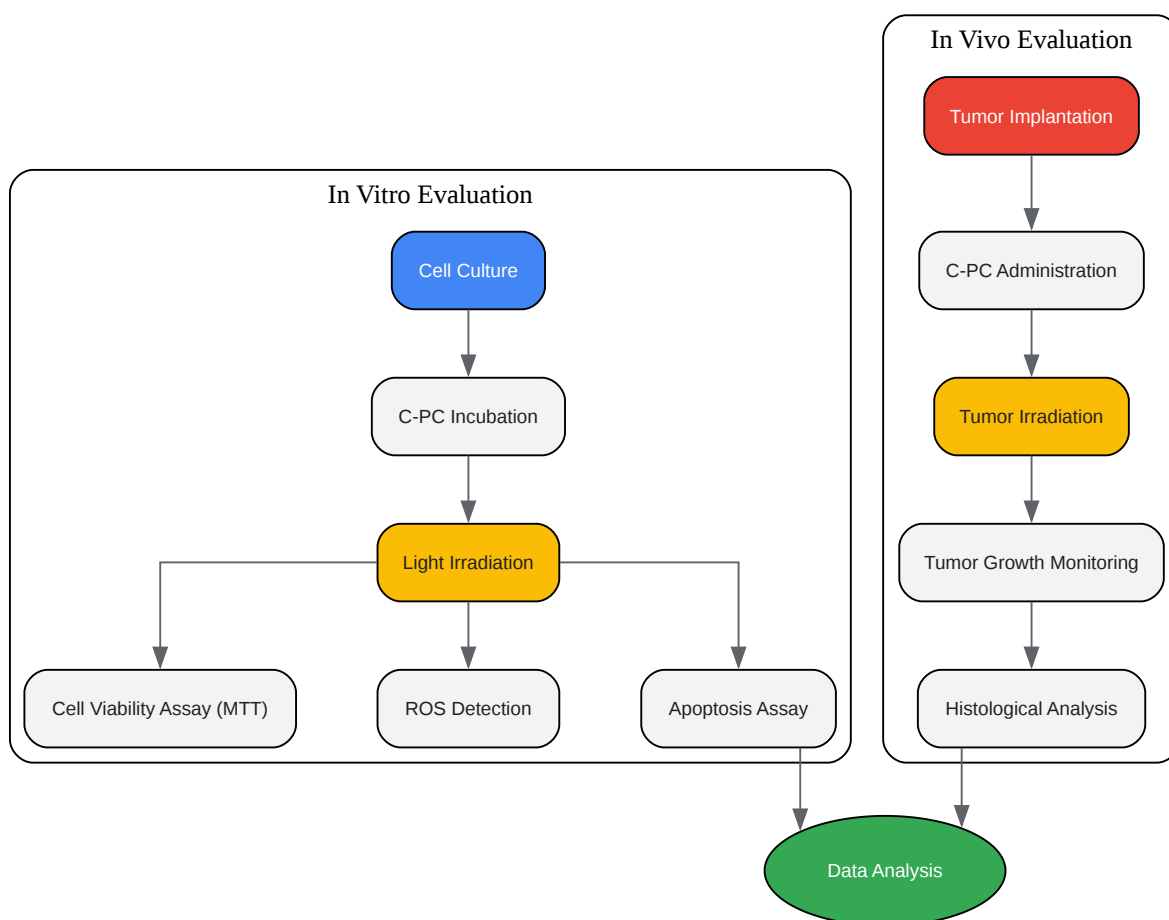 In Vivo Evaluation
Tumor Implantation
In Vitro Evaluation
Cell Culture
C-PC Administration
C-PC Incubation
Tumor Irradiation
Light Irradiation
Tumor Growth Monitoring
Cell Viability Assay (MTT)
ROS Detection
Apoptosis Assay
Histological Analysis
Data Analysis